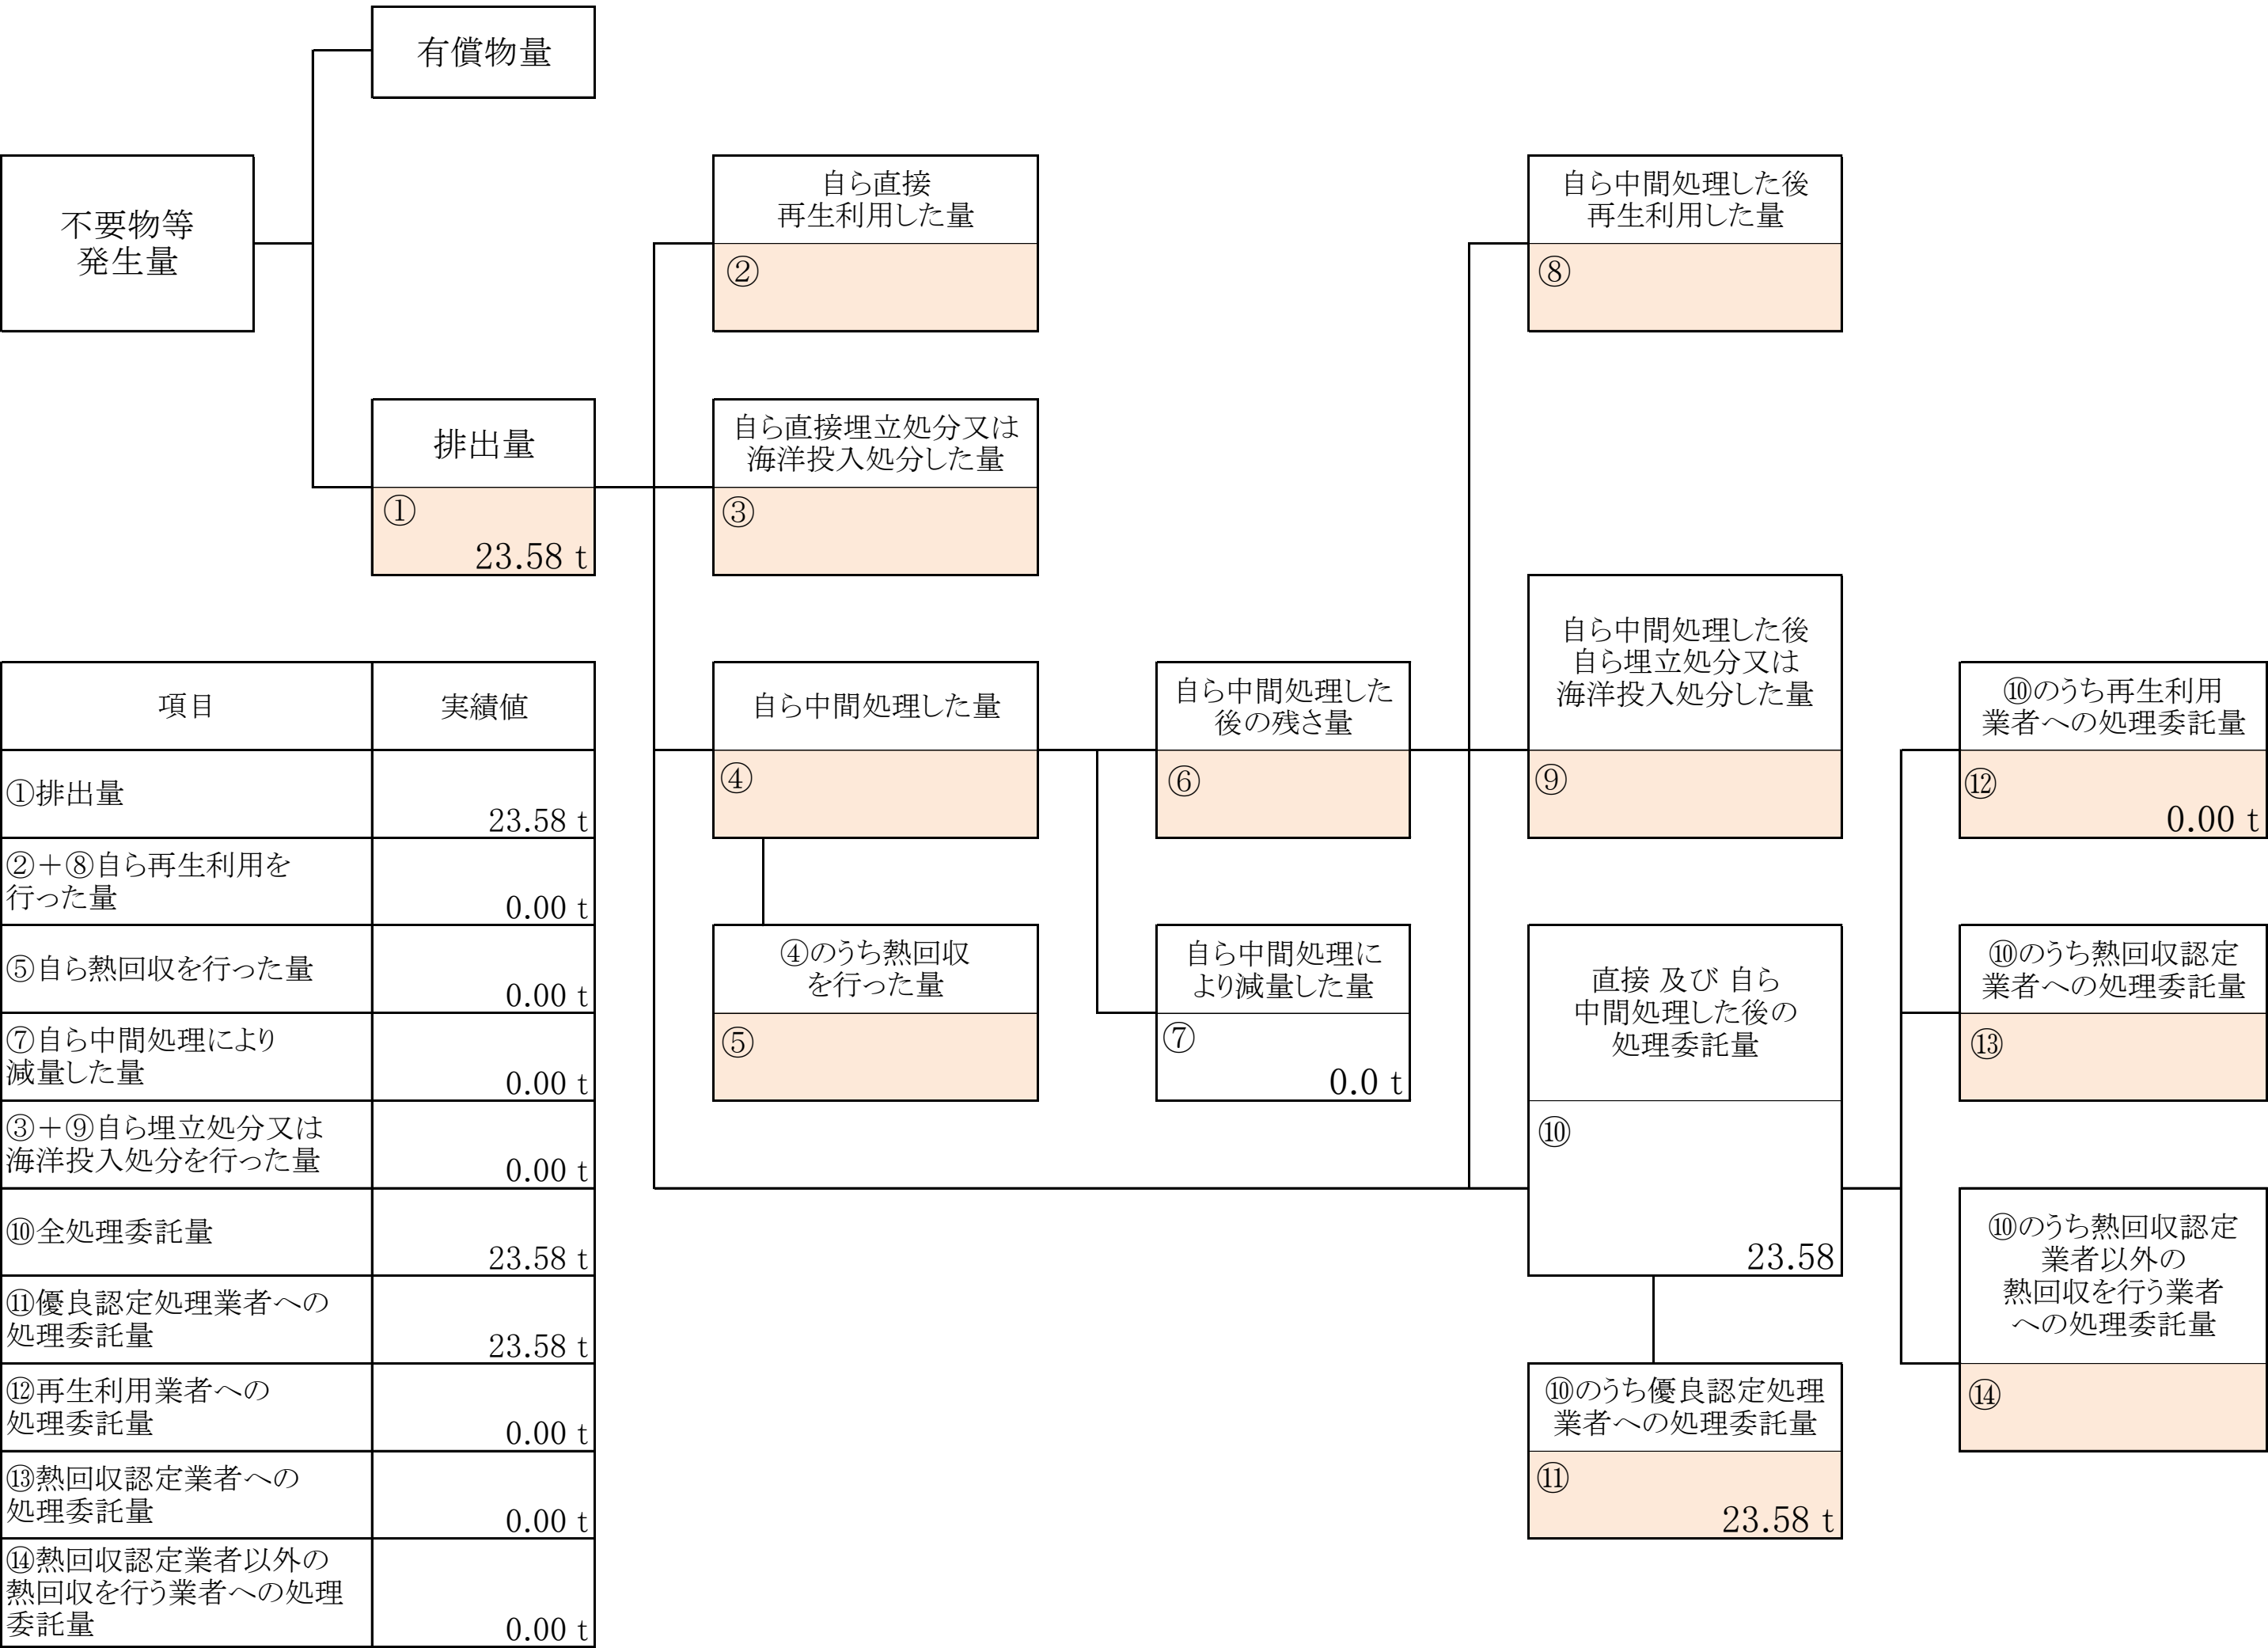 有償物量
不要物等
発生量
自ら直接
再生利用した量
②
自ら中間処理した後
再生利用した量
⑧
排出量
①
23.58 t
自ら直接埋立処分又は
海洋投入処分した量
③
自ら中間処理した量
④
自ら中間処理した
後の残さ量
⑥
自ら中間処理した後
自ら埋立処分又は
海洋投入処分した量
⑨
⑩のうち再生利用
業者への処理委託量
⑫
0.00 t
④のうち熱回収
を行った量
⑤
自ら中間処理に
より減量した量
⑦
0.0 t
直接 及び 自ら
中間処理した後の
処理委託量
⑩
23.58
⑩のうち熱回収認定
業者への処理委託量
⑬
⑩のうち熱回収認定
業者以外の
熱回収を行う業者
への処理委託量
⑭
⑩のうち優良認定処理
業者への処理委託量
⑪
23.58 t
項目 実績値
①排出量
23.58 t
②＋⑧自ら再生利用を
行った量
0.00 t
⑤自ら熱回収を行った量
0.00 t
⑦自ら中間処理により
減量した量
0.00 t
③＋⑨自ら埋立処分又は
海洋投入処分を行った量
0.00 t
⑩全処理委託量
23.58 t
⑪優良認定処理業者への
処理委託量
23.58 t
⑫再生利用業者への
処理委託量
0.00 t
⑬熱回収認定業者への
処理委託量
0.00 t
⑭熱回収認定業者以外の
熱回収を行う業者への処理
委託量
0.00 t